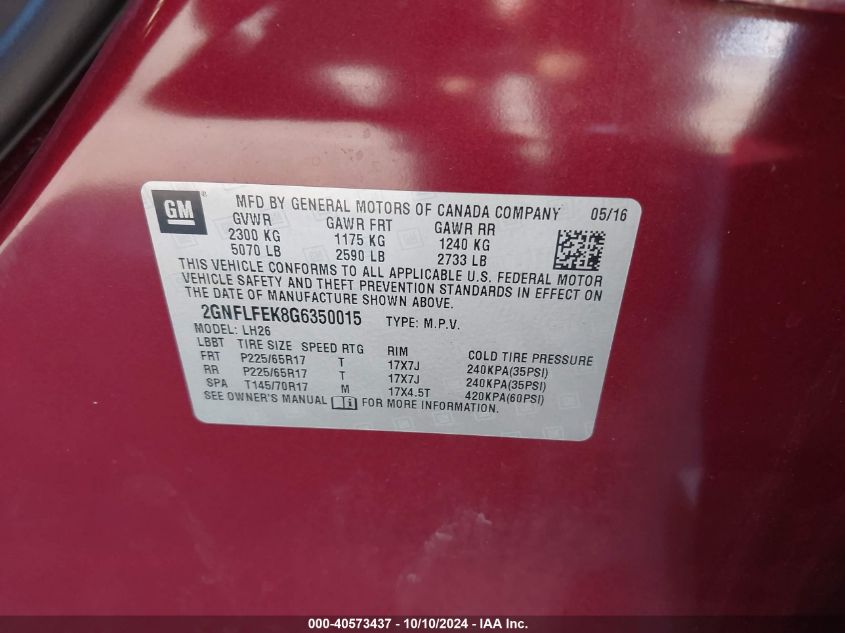 GM
®
MFD BY GENERAL MOTORS OF CANADA COMPANY 05/16
GVWR GAWR FRT GAWR RR
2300 KG 1175 KG 1240 KG
5070 LB 2590 LB 2733 LB
THIS VEHICLE CONFORMS TO ALL APPLICABLE U.S. FEDERAL MOTOR
VEHICLE SAFETY AND THEFT PREVENTION STANDARDS IN EFFECT ON
THE DATE OF MANUFACTURE SHOWN ABOVE.
2GNFLFEK8G6350015 TYPE: M.P.V.
MODEL: LH26
LBBT TIRE SIZE SPEED RTG RIM COLD TIRE PRESSURE
FRT P225/65R17 T 17X7J 240KPA(35PSI)
RR P225/65R17 T 17X7J 240KPA(35PSI)
SPA T145/70R17 M 17X4.5T 420KPA(60PSI)
SEE OWNER'S MANUAL FOR MORE INFORMATION.
000-40573437 - 10/10/2024 - IAA Inc.